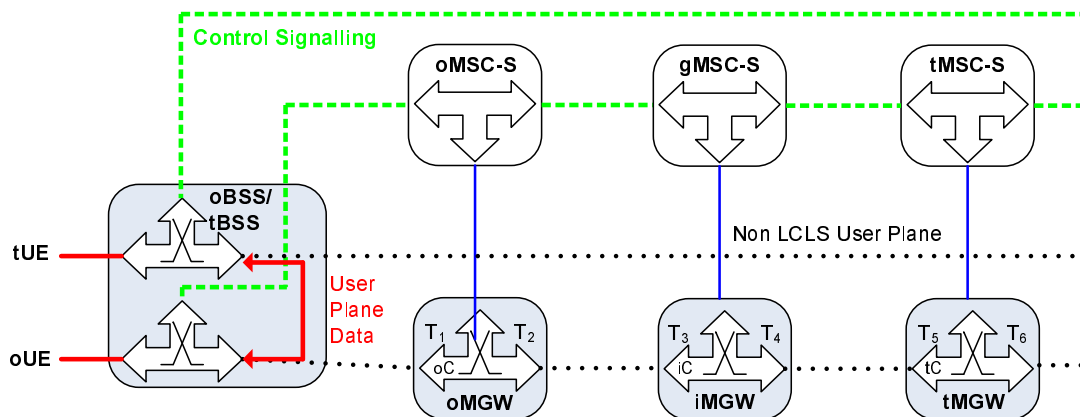 Control Signalling
oMSC-S
gMSC-S
tMSC-S
oBSS/
tBSS
tUE
Non LCLS User Plane
User
Plane
Data
oUE
T1
T2
oC
oMGW
T3
T4
iC
iMGW
T5
T6
tC
tMGW